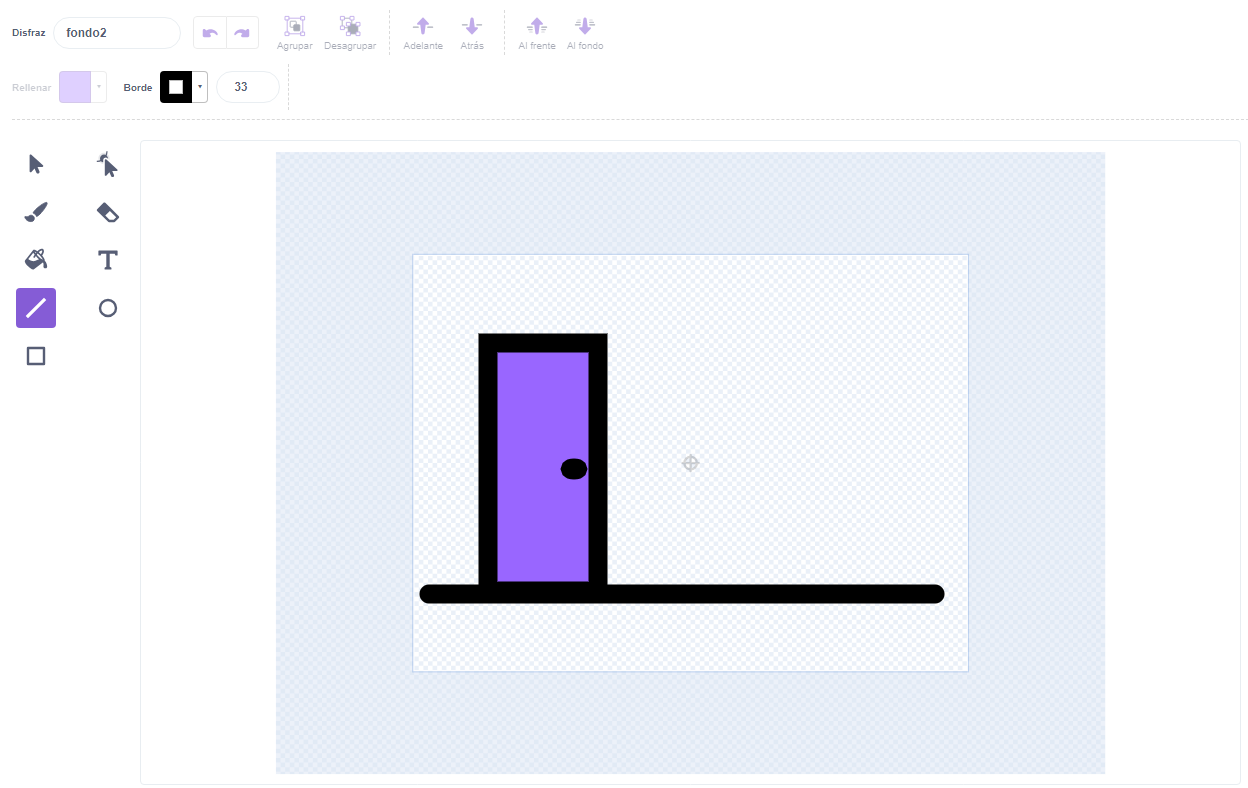 Disfraz
fondo2
Agrupar
Desagrupar
Adelante
Atrás
Al frente
Al fondo
Rellenar
Borde
33
T